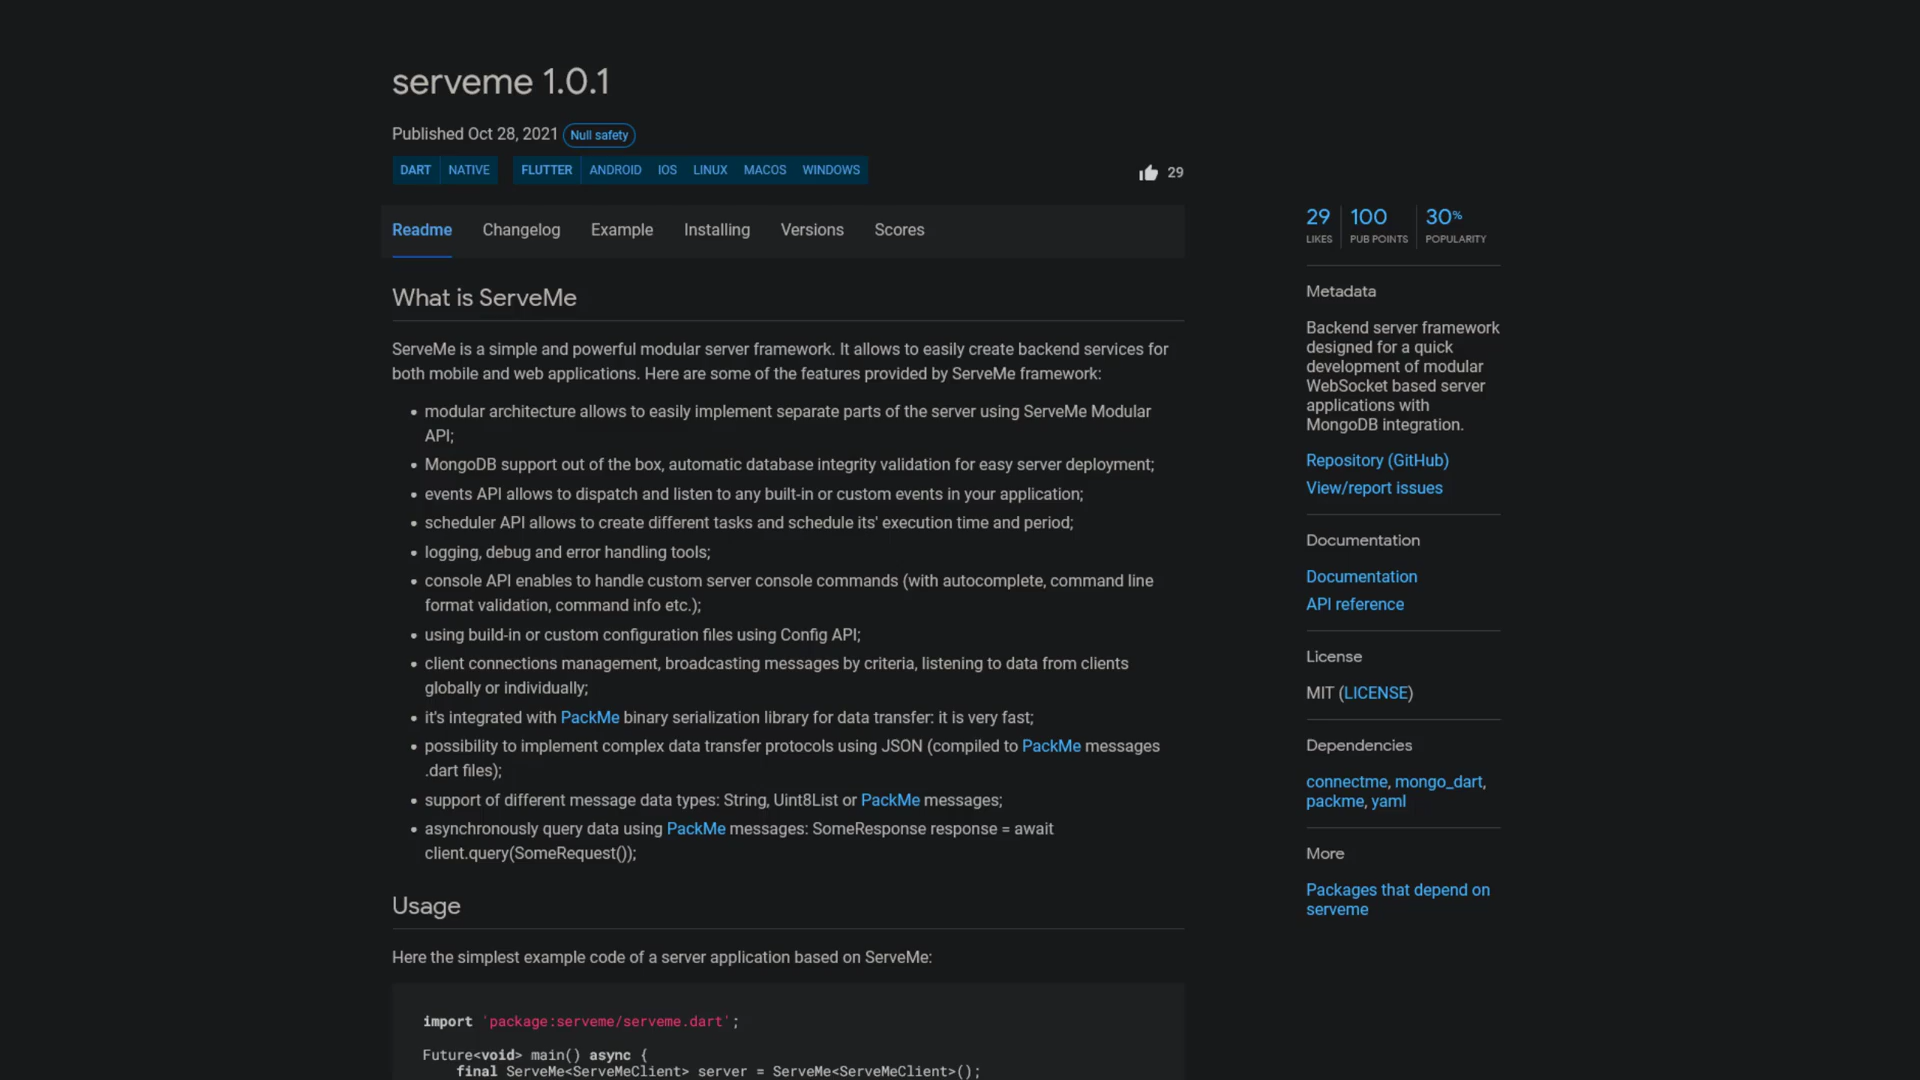 serveme 1.0.1
Published Oct 28, 2021 Null safety
DART NATIVE FLUTTER ANDROID IOS LINUX MACOS WINDOWS
29
Readme Changelog Example Installing Versions Scores
What is ServeMe
ServeMe is a simple and powerful modular server framework. It allows to easily create backend services for
both mobile and web applications. Here are some of the features provided by ServeMe framework:
• modular architecture allows to easily implement separate parts of the server using ServeMe Modular
API;
• MongoDB support out of the box, automatic database integrity validation for easy server deployment;
• events API allows to dispatch and listen to any built-in or custom events in your application;
• scheduler API allows to create different tasks and schedule its' execution time and period;
• logging, debug and error handling tools;
• console API enables to handle custom server console commands (with autocomplete, command line
format validation, command info etc.);
• using build-in or custom configuration files using Config API;
• client connections management, broadcasting messages by criteria, listening to data from clients
globally or individually;
• it's integrated with PackMe binary serialization library for data transfer: it is very fast;
• possibility to implement complex data transfer protocols using JSON (compiled to PackMe messages
.dart files);
• support of different message data types: String, Uint8List or PackMe messages;
• asynchronously query data using PackMe messages: SomeResponse response = await
client.query(SomeRequest());
Usage
Here the simplest example code of a server application based on ServeMe:
import 'package:serveme/serveme.dart';
Future<void> main() async {
final ServeMe<ServeMeClient> server = ServeMe<ServeMeClient>();
29 100 30%
LIKES PUB POINTS POPULARITY
Metadata
Backend server framework
designed for a quick
development of modular
WebSocket based server
applications with
MongoDB integration.
Repository (GitHub)
View/report issues
Documentation
Documentation
API reference
License
MIT (LICENSE)
Dependencies
connectme, mongo_dart,
packme, yaml
More
Packages that depend on
serveme